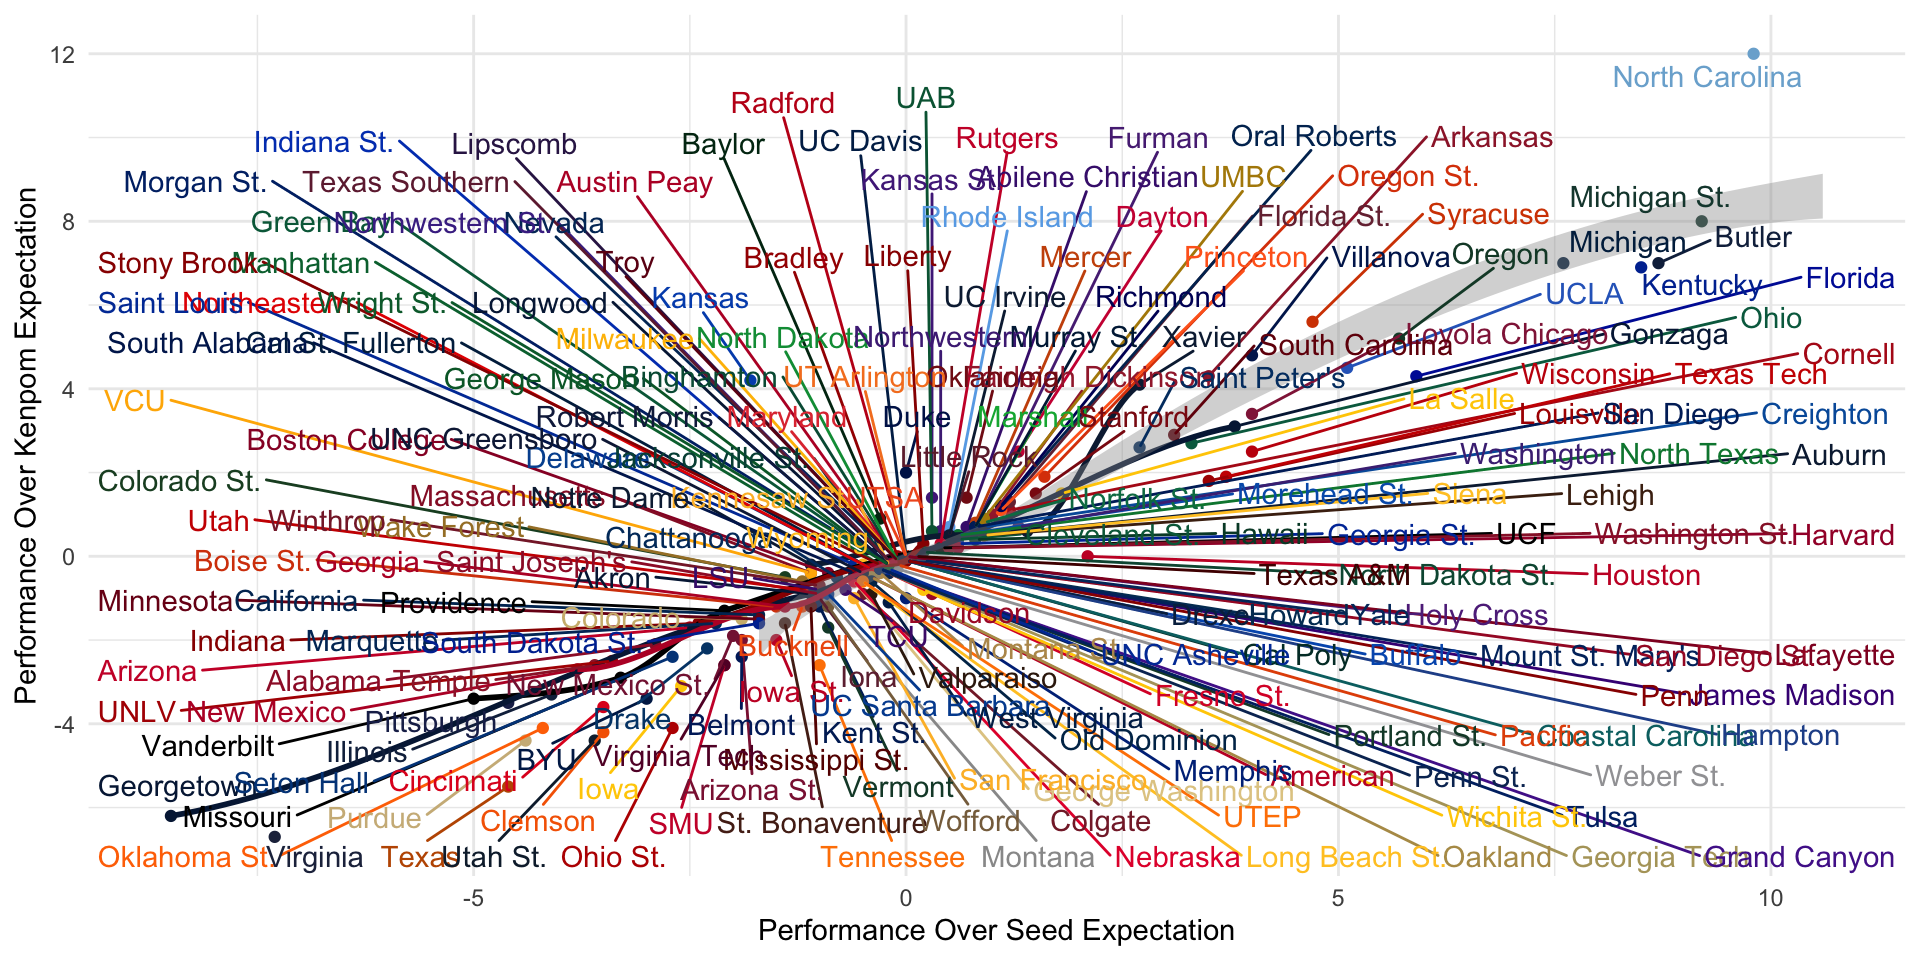 12
North Carolina
Radford
UAB
Indiana St.
Lipscomb
Baylor
UC Davis
Rutgers
Furman
Oral Roberts
Arkansas
Morgan St.
Texas Southern
Austin Peay
Kansas St.
Abilene Christian
UMBC
Oregon St.
Michigan St.
8
Green Bay
Northwestern St.
Nevada
Rhode Island
Dayton
Florida St.
Syracuse
Michigan
Butler
Stony Brook
Manhattan
Troy
Bradley
Liberty
Mercer
Princeton
Villanova
Oregon
Kentucky
Florida
Saint Louis
Northeastern
Wright St.
Longwood
Kansas
UC Irvine
Richmond
UCLA
Ohio
South Alabama
Cal St. Fullerton
Milwaukee
North Dakota
Northwestern
Murray St.
Xavier
South Carolina
Loyola Chicago
Gonzaga
Cornell
4
George Mason
Binghamton
UT Arlington
Oklahoma
Fairleigh Dickinson
Saint Peter's
Wisconsin
Texas Tech
VCU
Robert Morris
Maryland
Duke
Marshall
Stanford
La Salle
Louisville
San Diego
Creighton
Boston College
UNC Greensboro
Delaware
Jacksonville St.
Little Rock
Washington
North Texas
Auburn
Colorado St.
Massachusetts
Notre Dame
Kennesaw St.
UTSA
Norfolk St.
Morehead St.
Siena
Lehigh
Utah
Winthrop
Wake Forest
Chattanooga
Wyoming
Cleveland St.
Hawaii
Georgia St.
UCF
Washington St.
Harvard
0
Boise St.
Georgia
Saint Joseph's
Akron
LSU
Texas A&M
North Dakota St.
Houston
Minnesota
California
Providence
Colorado
Davidson
Drexel
Howard
Yale
Holy Cross
Indiana
Marquette
South Dakota St.
Bucknell
TCU
Montana St.
UNC Asheville
Cal Poly
Buffalo
Mount St. Mary's
San Diego St.
Lafayette
Arizona
Alabama
Temple
New Mexico St.
Iowa St.
Iona
Valparaiso
Fresno St.
Penn
James Madison
UNLV
New Mexico
Pittsburgh
Drake
Belmont
UC Santa Barbara
Kent St.
West Virginia
-4
Vanderbilt
Illinois
BYU
Virginia Tech
Mississippi St.
Old Dominion
Portland St.
Pacific
Coastal Carolina
Hampton
Georgetown
Seton Hall
Cincinnati
Iowa
Arizona St.
Vermont
San Francisco
George Washington
Memphis
American
Penn St.
Weber St.
Missouri
Purdue
Clemson
SMU
St. Bonaventure
Wofford
Colgate
UTEP
Wichita St.
Tulsa
Oklahoma St.
Virginia
Texas
Utah St.
Ohio St.
Tennessee
Montana
Nebraska
Long Beach St.
Oakland
Georgia Tech
Grand Canyon
-5
0
5
10
Performance Over Seed Expectation
Performance Over Kenpom Expectation